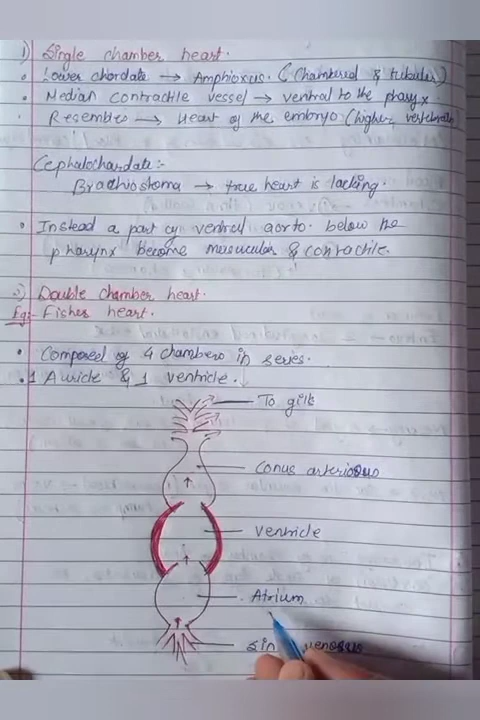 1) Single chamber heart.
• Lower chordate → Amphioxus. (Chambered & tubular)
• Median contractile vessel → ventral to the pharyx.
• Resembles → Heart of the embryo (higher vertebrate
Cephalochordate:-
Brachiostoma → true heart is lacking.
• Instead a part of ventral aorta below the
pharynx become masucular & contractile.
2) Double chamber heart.
Eg:- Fishes heart.
• Composed of 4 chambers in series.
• 1 Auricle & 1 ventricle.
To gills
Conus arteriosus
Ventricle
Atrium
venosus